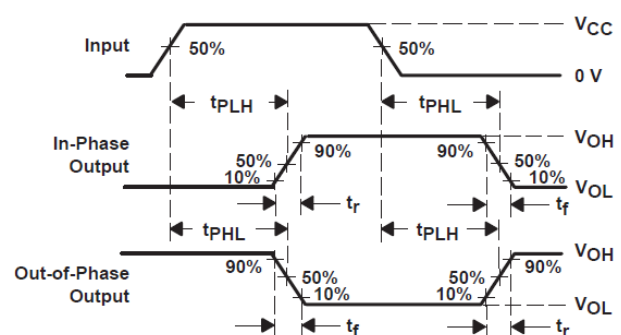 VCC
Input
50%
50%
0 V
tPLH
tPHL
In-Phase
Output
VOH
90%
90%
50%
50%
10%
10%
VOL
tr
tf
tPHL
tPLH
Out-of-Phase
Output
VOH
90%
90%
50%
50%
10%
10%
VOL
tf
tr